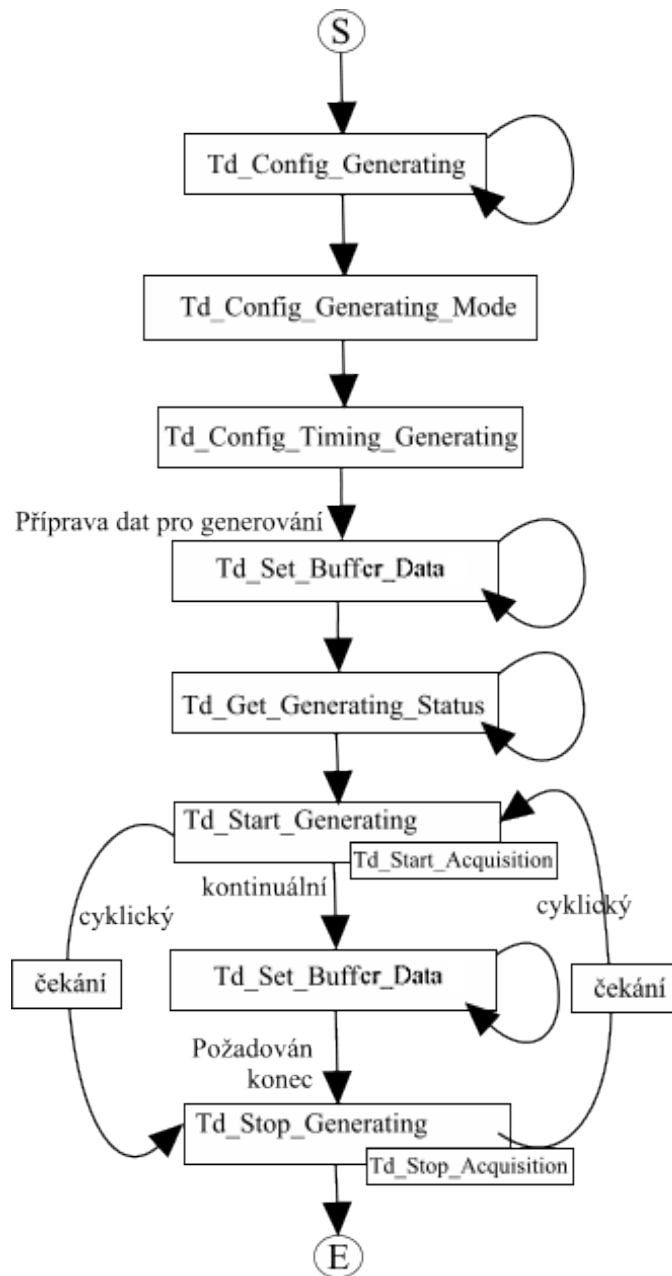 S
Td_Config_Generating
Td_Config_Generating_Mode
Td_Config_Timing_Generating
Příprava dat pro generování
Td_Set_Buffer_Data
Td_Get_Generating_Status
Td_Start_Generating
Td_Start_Acquisition
kontinuální
cyklický
cyklický
čekání
Td_Set_Buffer_Data
čekání
Požadován
konec
Td_Stop_Generating
Td_Stop_Acquisition
E